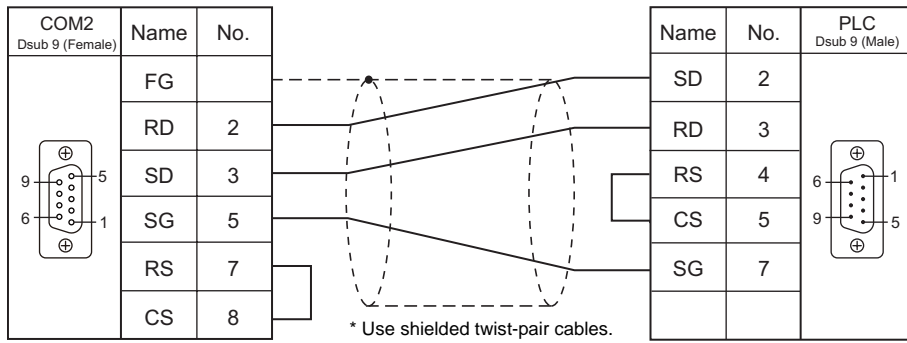 COM2
Dsub 9 (Female)
Name No.
FG
RD 2
SD 3
SG 5
RS 7
CS 8
9 5
6 1
Name No.
PLC
Dsub 9 (Male)
SD 2
RD 3
RS 4
CS 5
SG 7
6 1
9 5
* Use shielded twist-pair cables.